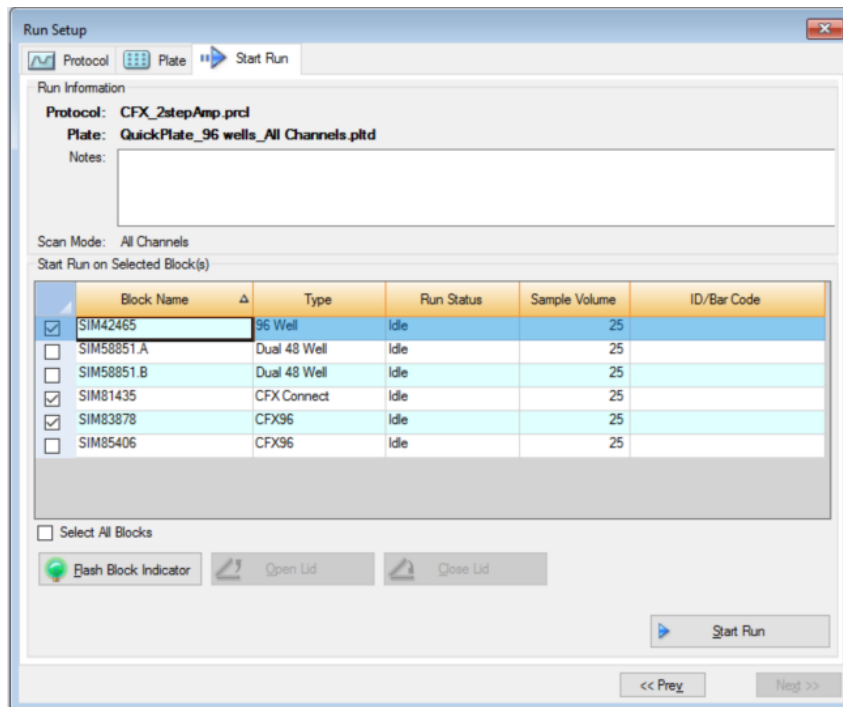 Run Setup
Protocol Plate Start Run
Run Information
Protocol: CFX_2stepAmp.prcl
Plate: QuickPlate_96 wells_All Channels.pltd
Notes:
Scan Mode: All Channels
Start Run on Selected Block(s)
Block Name Type Run Status Sample Volume ID/Bar Code
SIM42465 96 Well Idle 25
SIM58851.A Dual 48 Well Idle 25
SIM58851.B Dual 48 Well Idle 25
SIM81435 CFX Connect Idle 25
SIM83878 CFX96 Idle 25
SIM85406 CFX96 Idle 25
Select All Blocks
Flash Block Indicator Open Lid Close Lid
Start Run
<< Prev Next >>